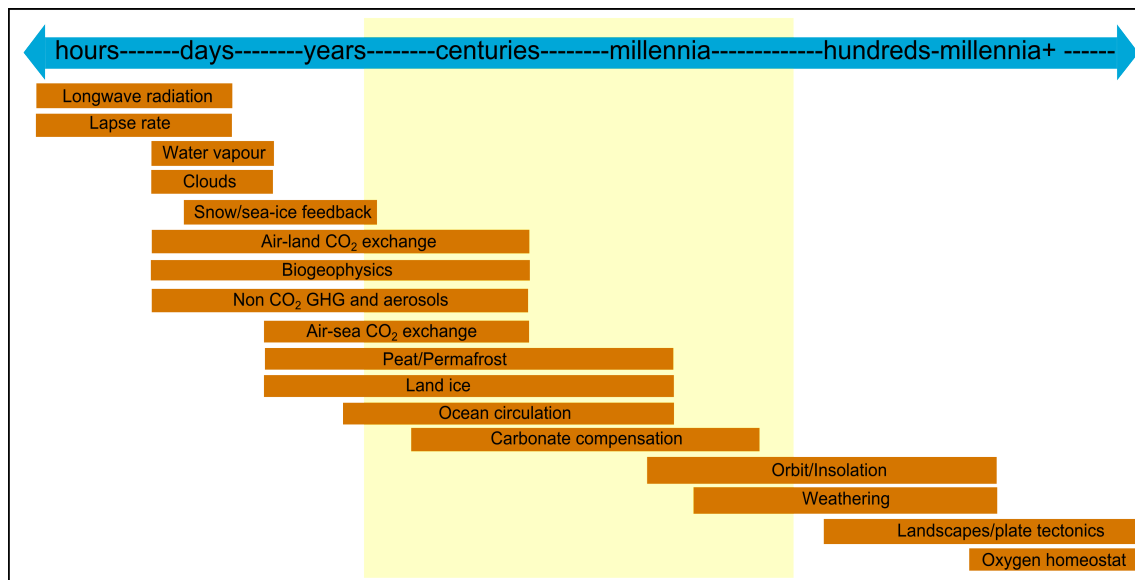 hours-------days--------years--------centuries--------millennia-------------hundreds-millennia+ ------
Longwave radiation
Lapse rate
Water vapour
Clouds
Snow/sea-ice feedback
Air-land CO₂ exchange
Biogeophysics
Non CO₂ GHG and aerosols
Air-sea CO₂ exchange
Peat/Permafrost
Land ice
Ocean circulation
Carbonate compensation
Orbit/Insolation
Weathering
Landscapes/plate tectonics
Oxygen homeostat